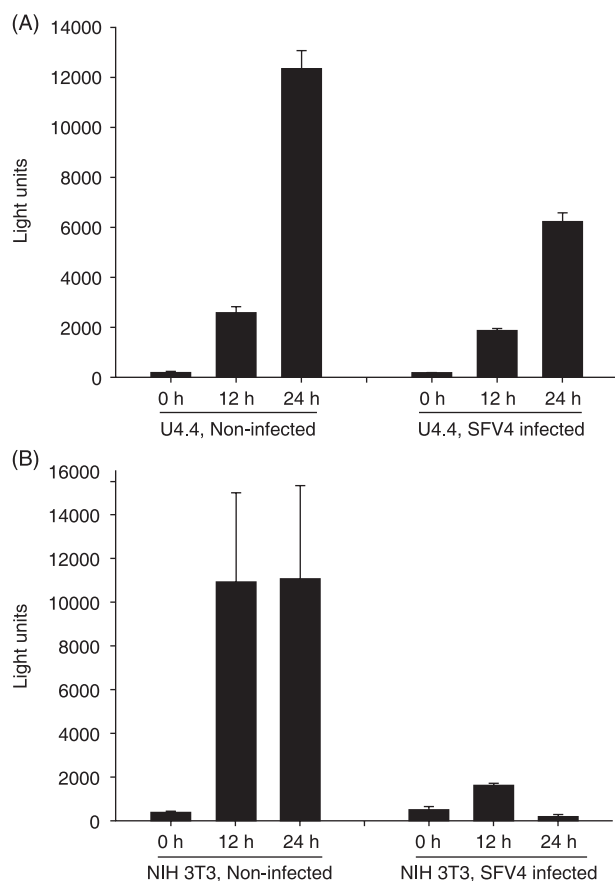 (A)
14000
12000
10000
8000
6000
4000
2000
0
Light units
0 h 12 h 24 h 0 h 12 h 24 h
U4.4, Non-infected U4.4, SFV4 infected
(B)
16000
14000
12000
10000
8000
6000
4000
2000
0
Light units
0 h 12 h 24 h 0 h 12 h 24 h
NIH 3T3, Non-infected NIH 3T3, SFV4 infected